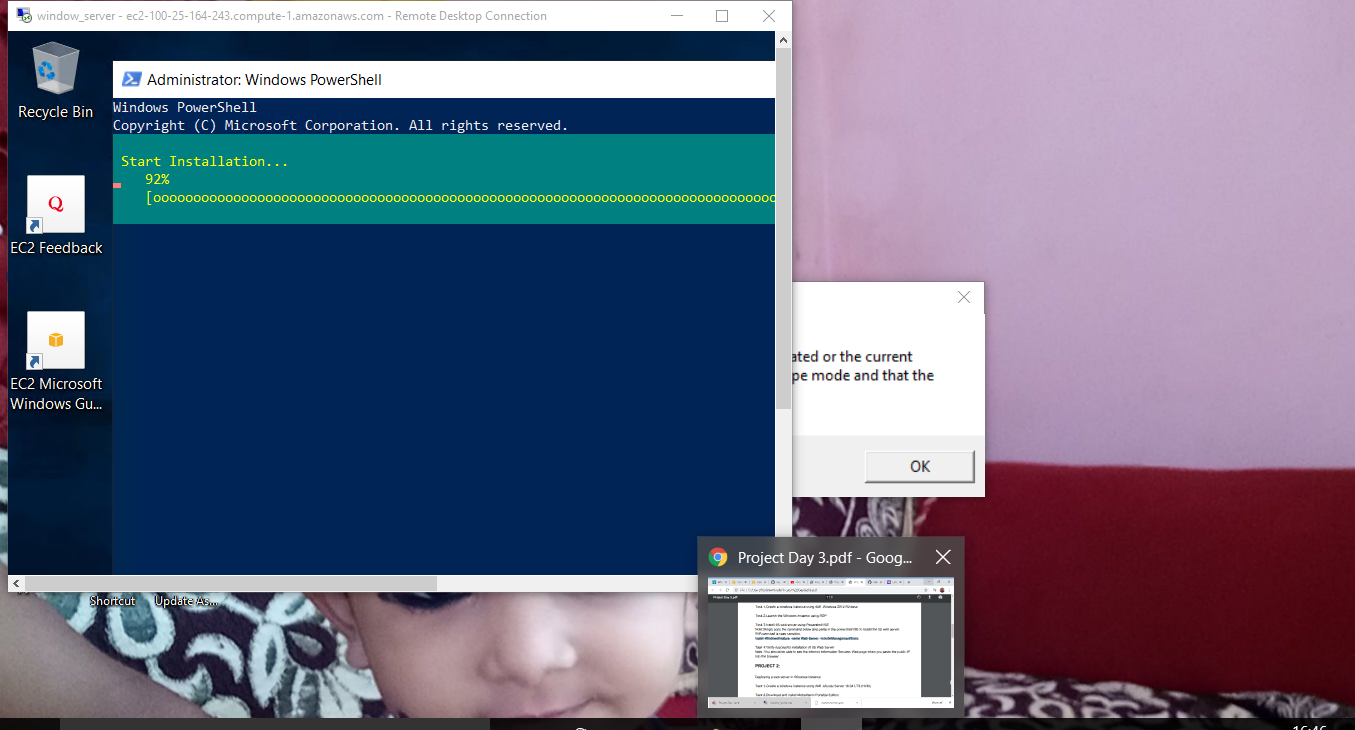 window_server - ec2-100-25-164-243.compute-1.amazonaws.com - Remote Desktop Connection
Recycle Bin
Administrator: Windows PowerShell
Windows PowerShell
Copyright (C) Microsoft Corporation. All rights reserved.
Start Installation...
92%
EC2 Feedback
EC2 Microsoft
Windows Gu...
ated or the current
pe mode and that the
OK
Shortcut
Update As...
Project Day 3.pdf - Goog...
PROJECT 2:
16:46